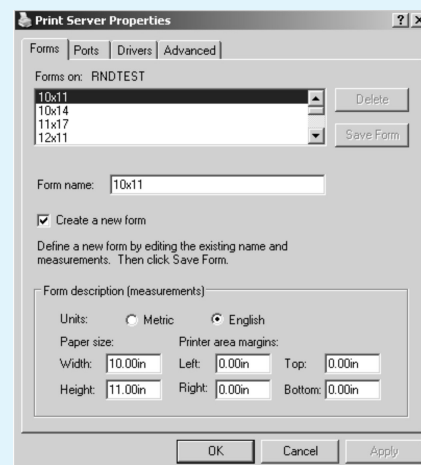 Print Server Properties
Forms Ports Drivers Advanced
Forms on: RNDTEST
10x11
10x14
11x17
12x11
Delete
Save Form
Form name: 10x11
Create a new form
Define a new form by editing the existing name and
measurements. Then click Save Form.
Form description (measurements)
Units: Metric English
Paper size: Printer area margins:
Width: 10.00in Left: 0.00in Top: 0.00in
Height: 11.00in Right: 0.00in Bottom: 0.00in
OK Cancel Apply